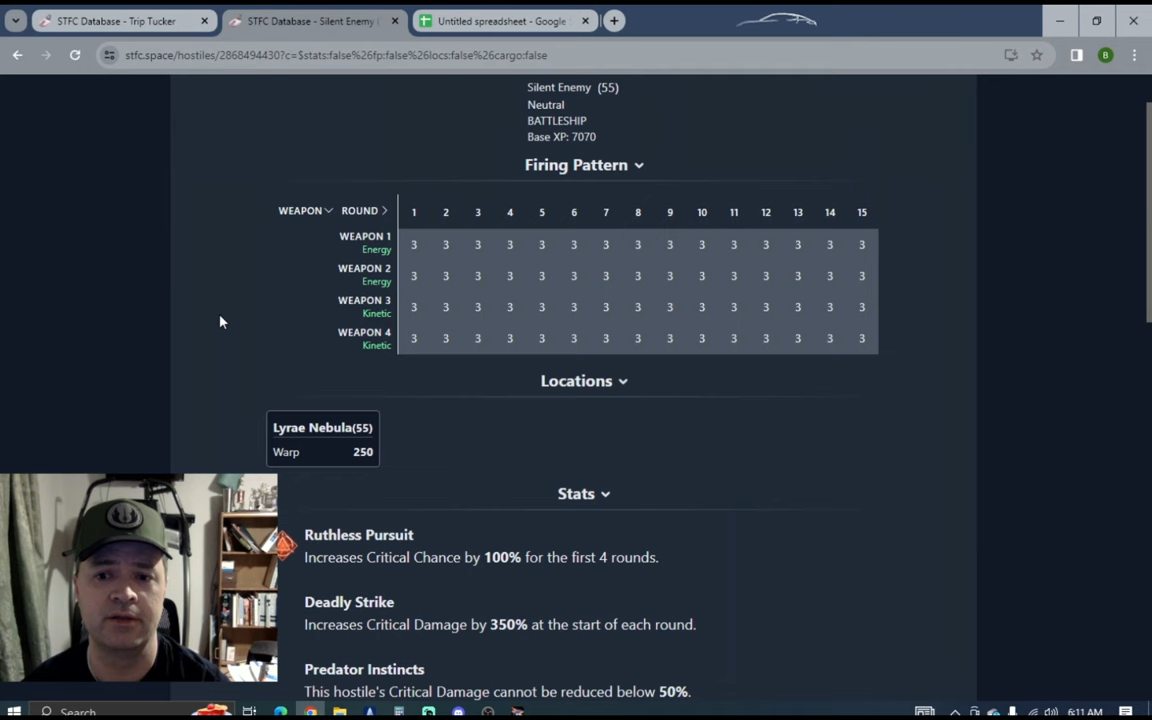 STFC Database - Trip Tucker
STFC Database - Silent Enemy (
Untitled spreadsheet - Google
stfc.space/hostiles/2868494430?c=$stats:false%26fp:false%26locs:false%26cargo:false
B
Silent Enemy (55)
Neutral
BATTLESHIP
Base XP: 7070
Firing Pattern
WEAPON ROUND 1 2 3 4 5 6 7 8 9 10 11 12 13 14 15
WEAPON 1 3 3 3 3 3 3 3 3 3 3 3 3 3 3 3
Energy
WEAPON 2 3 3 3 3 3 3 3 3 3 3 3 3 3 3 3
Energy
WEAPON 3 3 3 3 3 3 3 3 3 3 3 3 3 3 3 3
Kinetic
WEAPON 4 3 3 3 3 3 3 3 3 3 3 3 3 3 3 3
Kinetic
Locations
Lyrae Nebula(55)
Warp 250
Stats
Ruthless Pursuit
Increases Critical Chance by 100% for the first 4 rounds.
Deadly Strike
Increases Critical Damage by 350% at the start of each round.
Predator Instincts
This hostile's Critical Damage cannot be reduced below 50%.
Search
6:11 AM